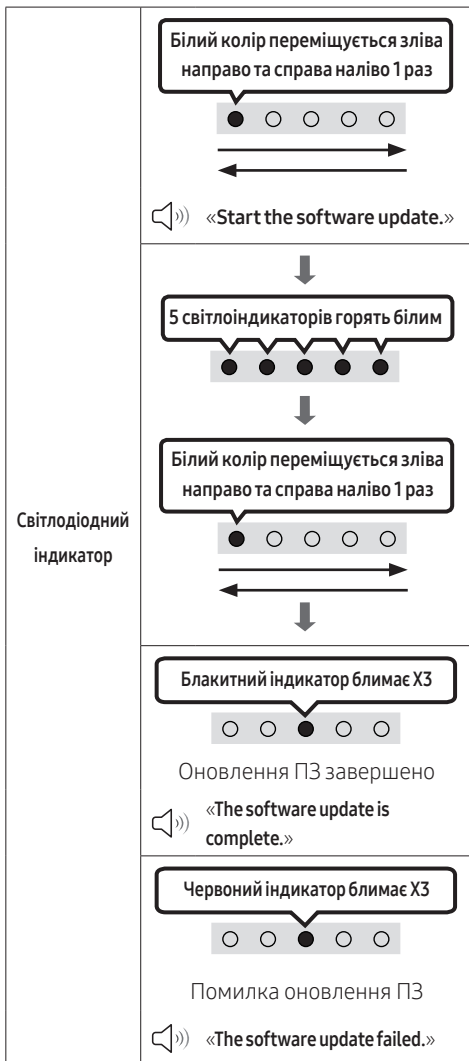 Білий колір переміщується зліва
направо та справа наліво 1 раз
«Start the software update.»
5 світлоіндикаторів горять білим
Білий колір переміщується зліва
направо та справа наліво 1 раз
Світлодіодний
індикатор
Блакитний індикатор блимає X3
Оновлення ПЗ завершено
«The software update is
complete.»
Червоний індикатор блимає X3
Помилка оновлення ПЗ
«The software update failed.»